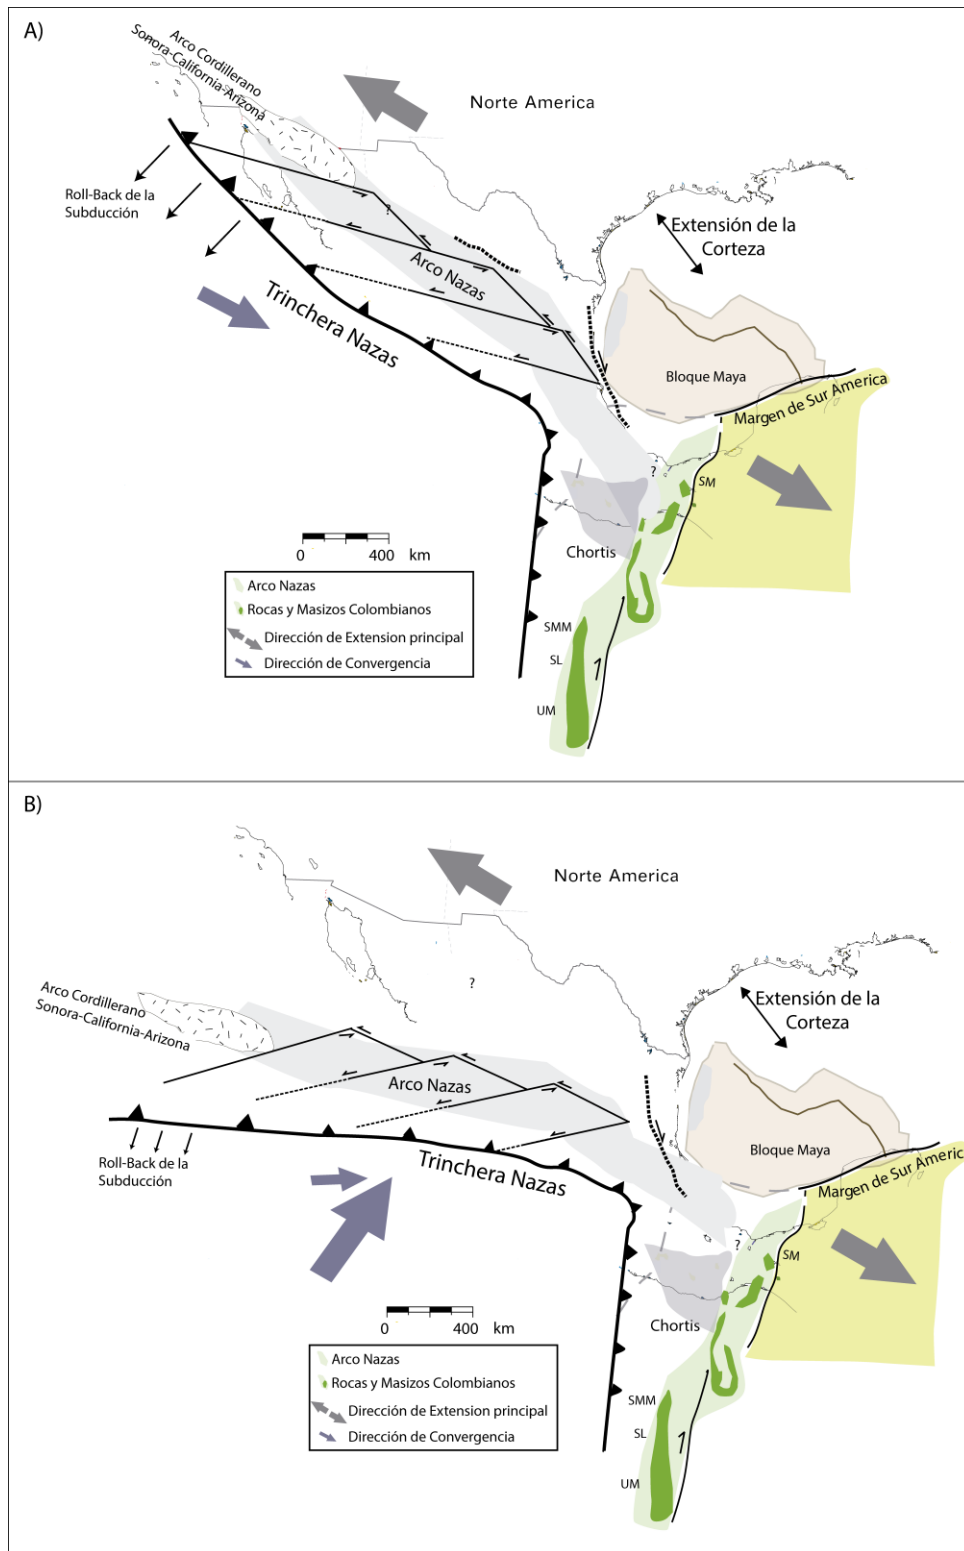 A)
Arco Cordillerano
Sonora-California-Arizona
Norte America
Roll-Back de la
Subducción
Extensión de la
Corteza
?
Arco Nazas
Trinchera Nazas
Bloque Maya
Margen de Sur America
?
SM
Chortis
0 400 km
Arco Nazas
Rocas y Masizos Colombianos
Dirección de Extension principal
Dirección de Convergencia
SMM
SL
UM
B)
Norte America
?
Arco Cordillerano
Sonora-California-Arizona
Extensión de la
Corteza
Arco Nazas
Roll-Back de la
Subducción
Trinchera Nazas
Bloque Maya
Margen de Sur America
?
SM
Chortis
0 400 km
Arco Nazas
Rocas y Masizos Colombianos
Dirección de Extension principal
Dirección de Convergencia
SMM
SL
UM